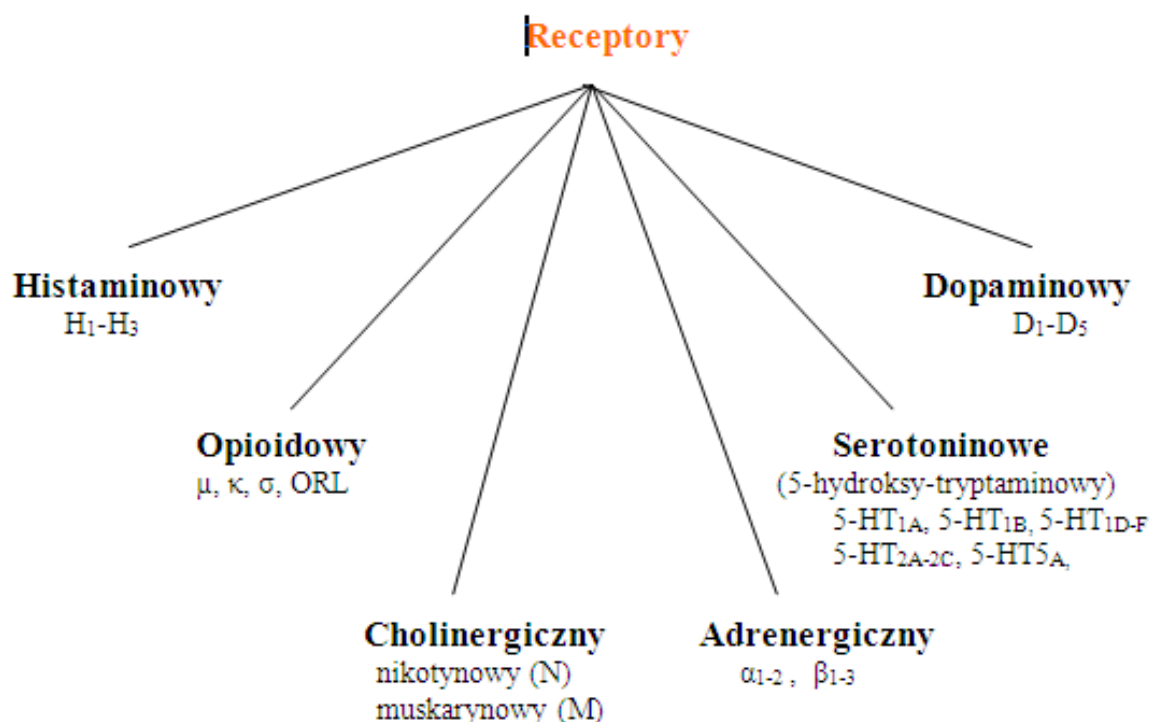 Receptory
Histaminowy
H₁-H₃
Dopaminowy
D₁-D₅
Opioidowy
μ, κ, σ, ORL
Serotoninowe
(5-hydroksy-tryptaminowy)
5-HT₁A, 5-HT₁B, 5-HT₁D-F
5-HT₂A-₂C, 5-HT5A,
Cholinergiczny
nikotynowy (N)
muskarynowy (M)
Adrenergiczny
α₁₋₂ , β₁₋₃